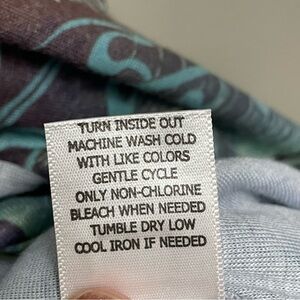 TURN INSIDE OUT
MACHINE WASH COLD
WITH LIKE COLORS
GENTLE CYCLE
ONLY NON-CHLORINE
BLEACH WHEN NEEDED
TUMBLE DRY LOW
COOL IRON IF NEEDED